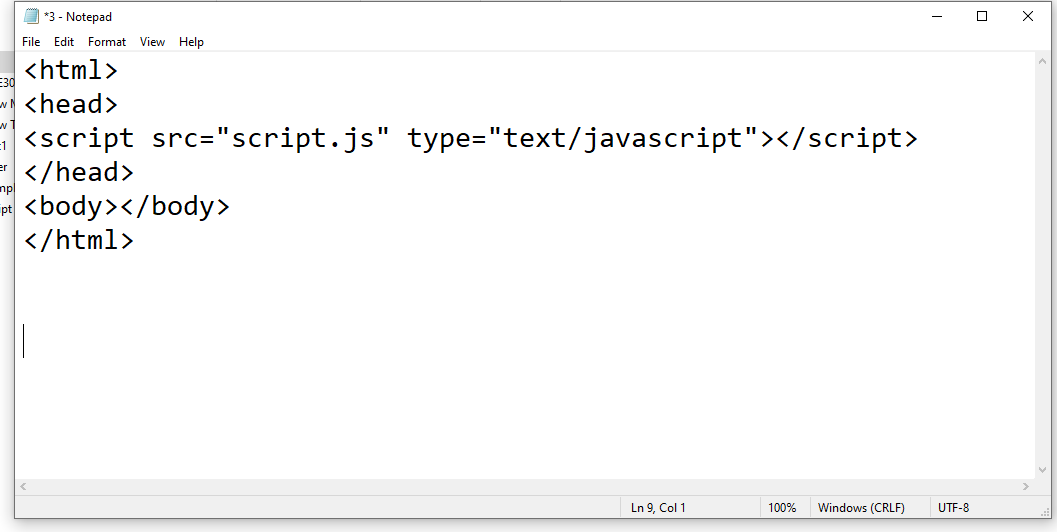 *3 - Notepad
File Edit Format View Help
<html>
<head>
<script src="script.js" type="text/javascript"></script>
</head>
<body></body>
</html>
Ln 9, Col 1 100% Windows (CRLF) UTF-8